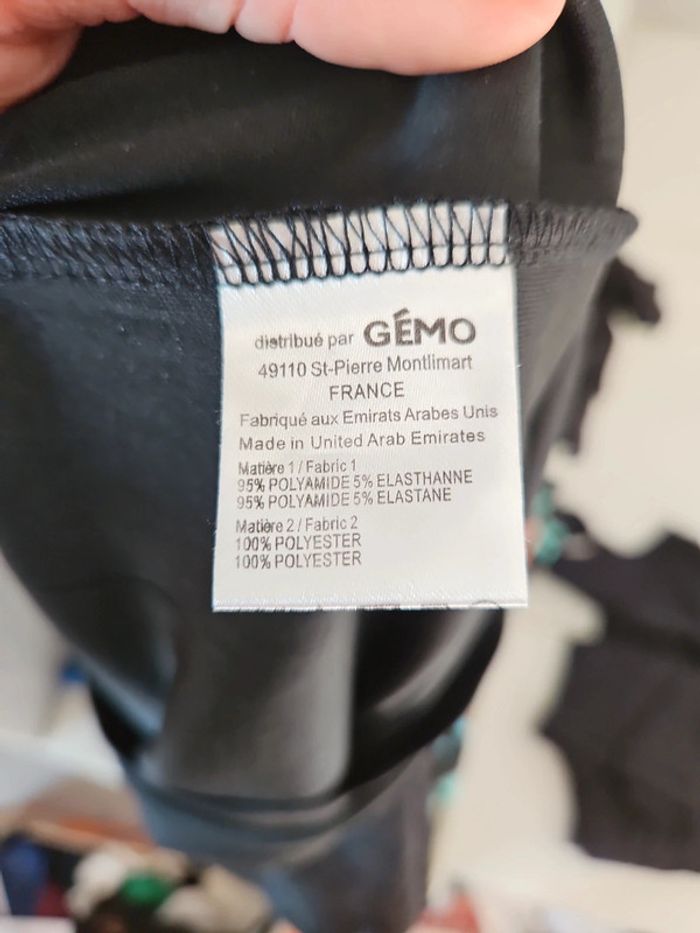 distribué par GÉMO
49110 St-Pierre Montlimart
FRANCE
Fabriqué aux Emirats Arabes Unis
Made in United Arab Emirates
Matière 1 / Fabric 1
95% POLYAMIDE 5% ELASTHANNE
95% POLYAMIDE 5% ELASTANE
Matière 2 / Fabric 2
100% POLYESTER
100% POLYESTER